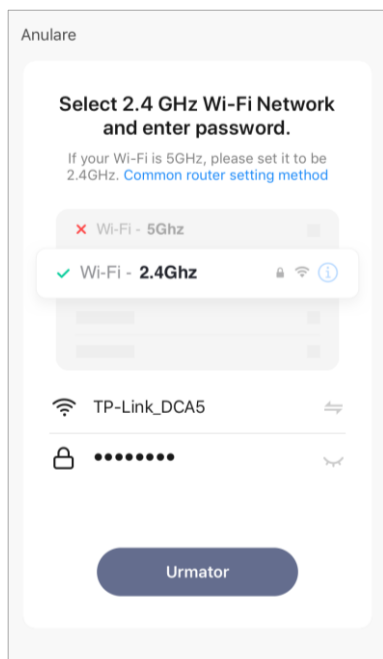 Anulare
Select 2.4 GHz Wi-Fi Network
and enter password.
If your Wi-Fi is 5GHz, please set it to be
2.4GHz. Common router setting method
Wi-Fi - 5Ghz
Wi-Fi - 2.4Ghz
TP-Link_DCA5
••••••••
Urmator